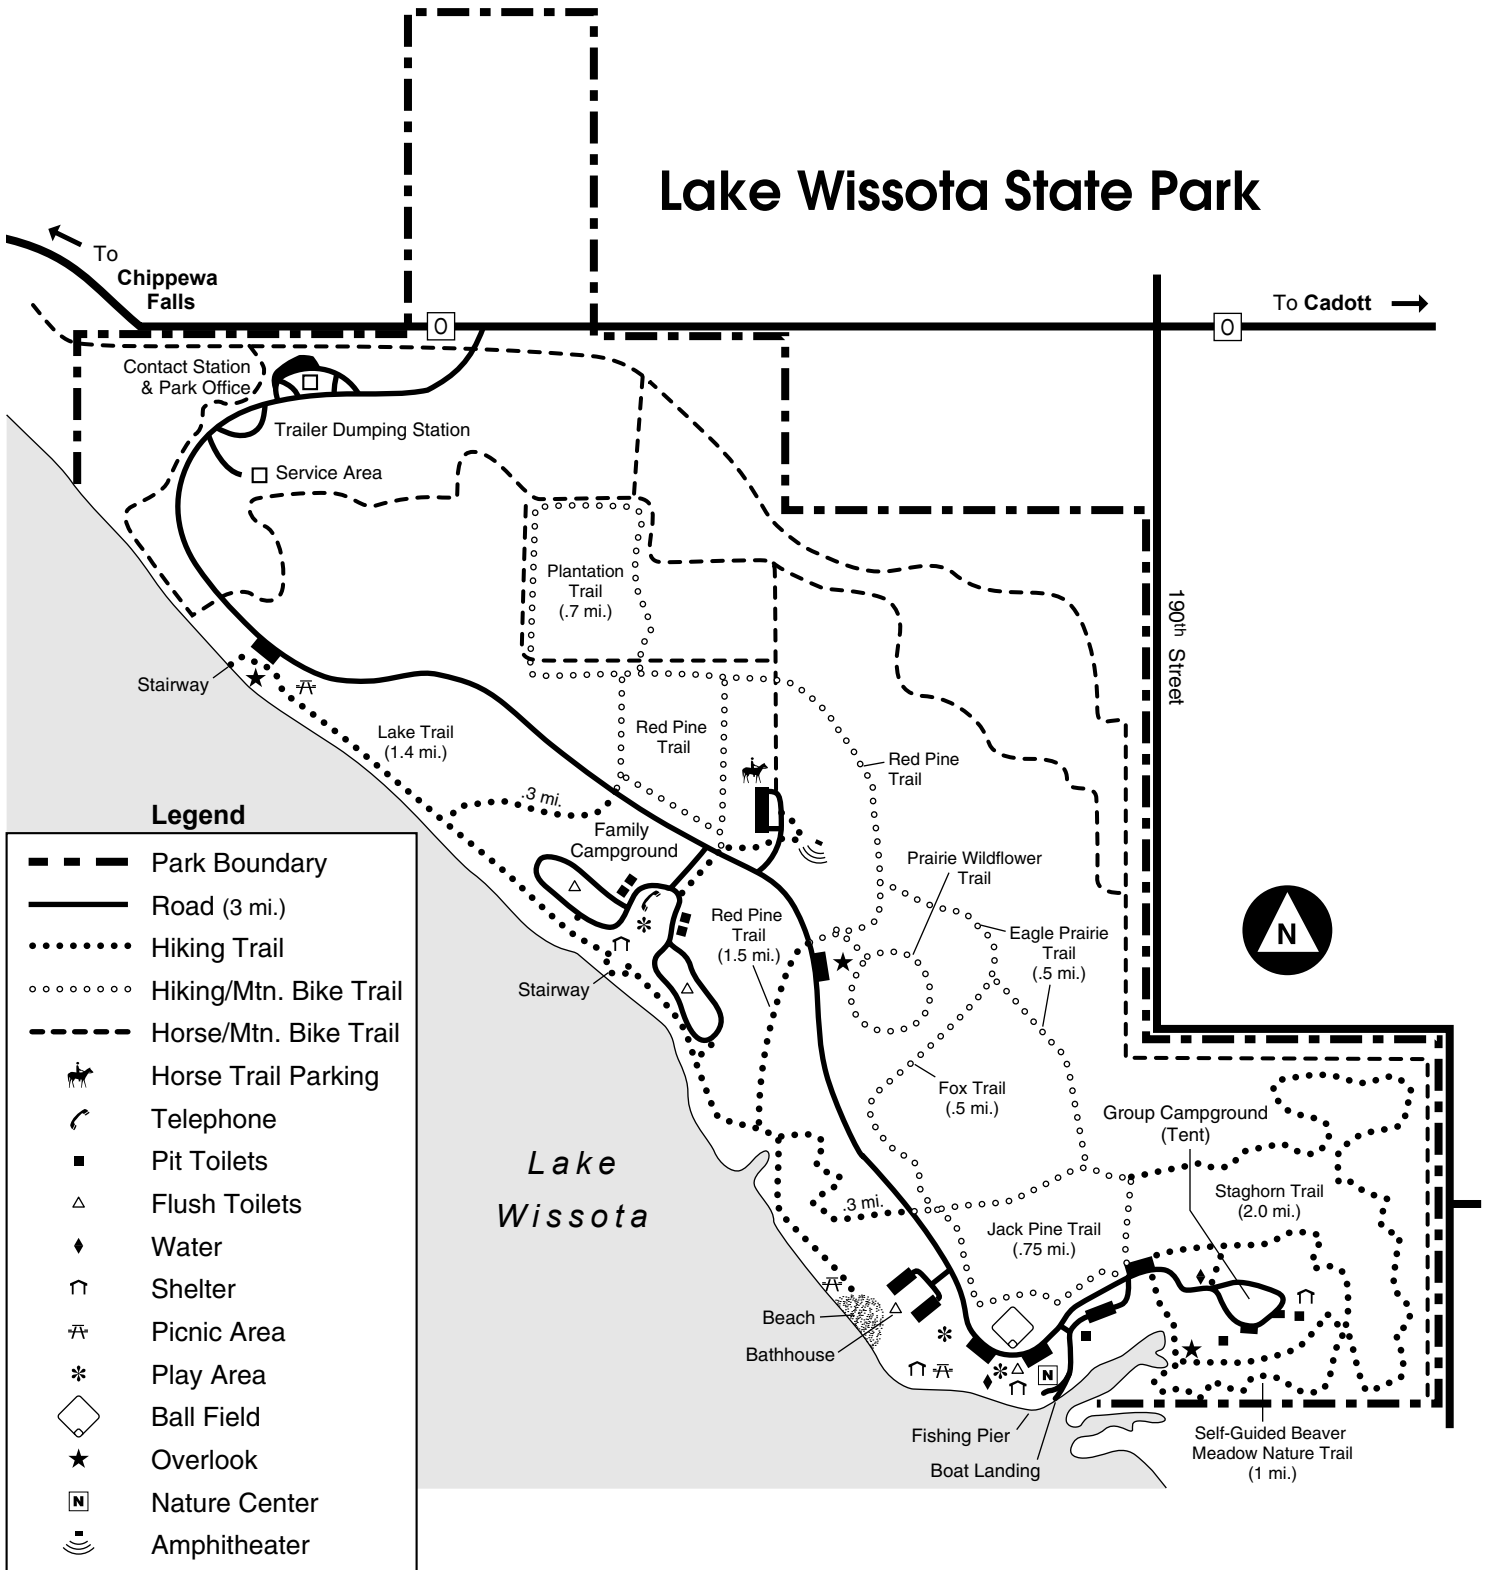 Lake Wissota State Park
To
Chippewa
Falls
To Cadott
O
O
Contact Station
& Park Office
Trailer Dumping Station
Service Area
Plantation
Trail
(.7 mi.)
190th Street
Stairway
Lake Trail
(1.4 mi.)
Red Pine
Trail
Red Pine
Trail
.3 mi.
Family
Campground
Prairie Wildflower
Trail
Red Pine
Trail
(1.5 mi.)
Eagle Prairie
Trail
(.5 mi.)
N
Stairway
Fox Trail
(.5 mi.)
Group Campground
(Tent)
Lake
Wissota
Staghorn Trail
(2.0 mi.)
.3 mi.
Jack Pine Trail
(.75 mi.)
Beach
Bathhouse
N
Fishing Pier
Boat Landing
Self-Guided Beaver
Meadow Nature Trail
(1 mi.)
Legend
Park Boundary
Road (3 mi.)
Hiking Trail
Hiking/Mtn. Bike Trail
Horse/Mtn. Bike Trail
Horse Trail Parking
Telephone
Pit Toilets
Flush Toilets
Water
Shelter
Picnic Area
Play Area
Ball Field
Overlook
N Nature Center
Amphitheater